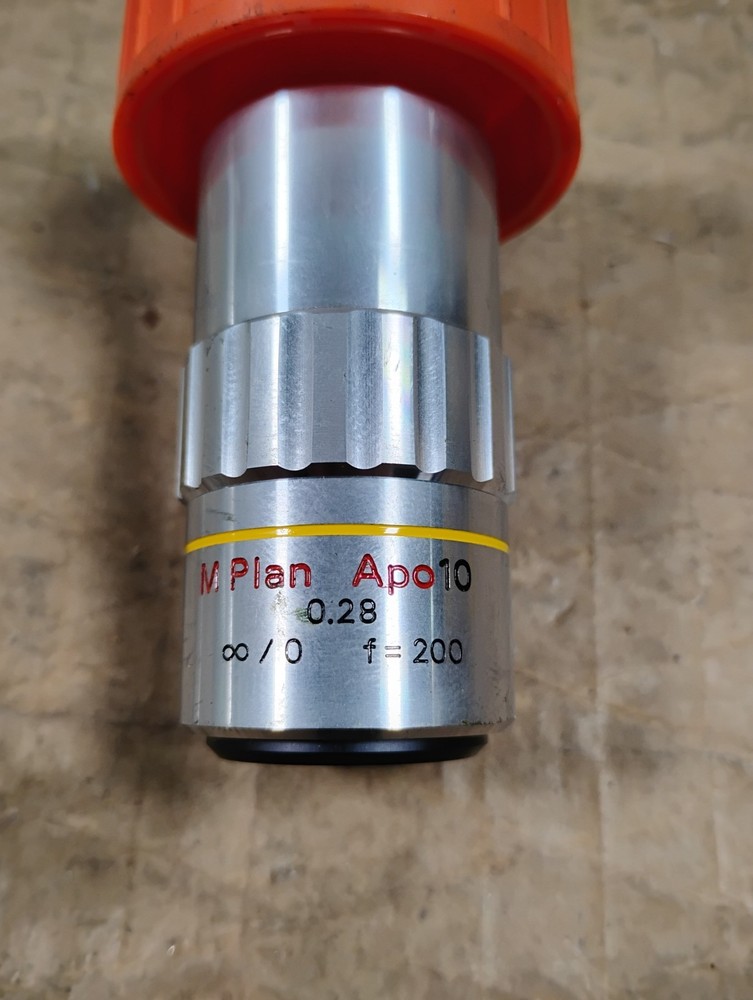 M Plan Apo 10
0.28
∞ / 0 f = 200